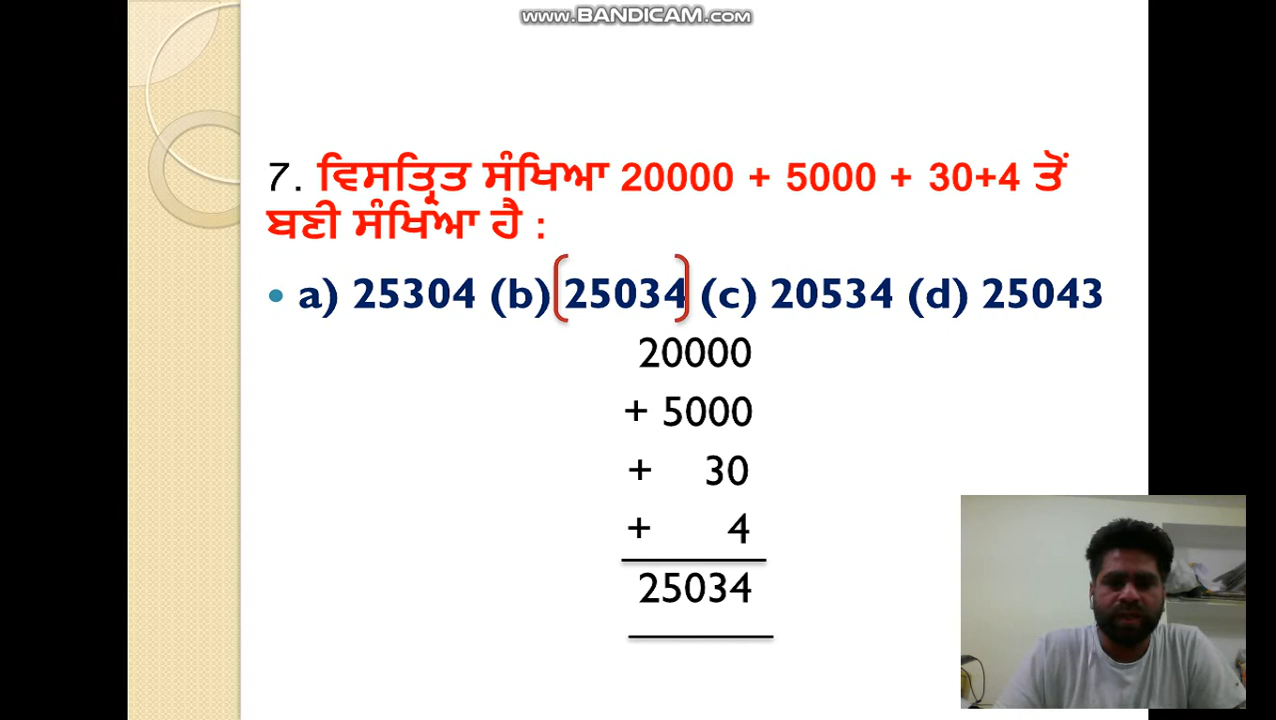 www.BANDICAM.com
7. ਵਿਸਤ੍ਰਿਤ ਸੰਖਿਆ 20000 + 5000 + 30+4 ਤੋਂ
ਬਣੀ ਸੰਖਿਆ ਹੈ :
• a) 25304 (b) 25034 (c) 20534 (d) 25043
20000
+ 5000
+ 30
+ 4
25034